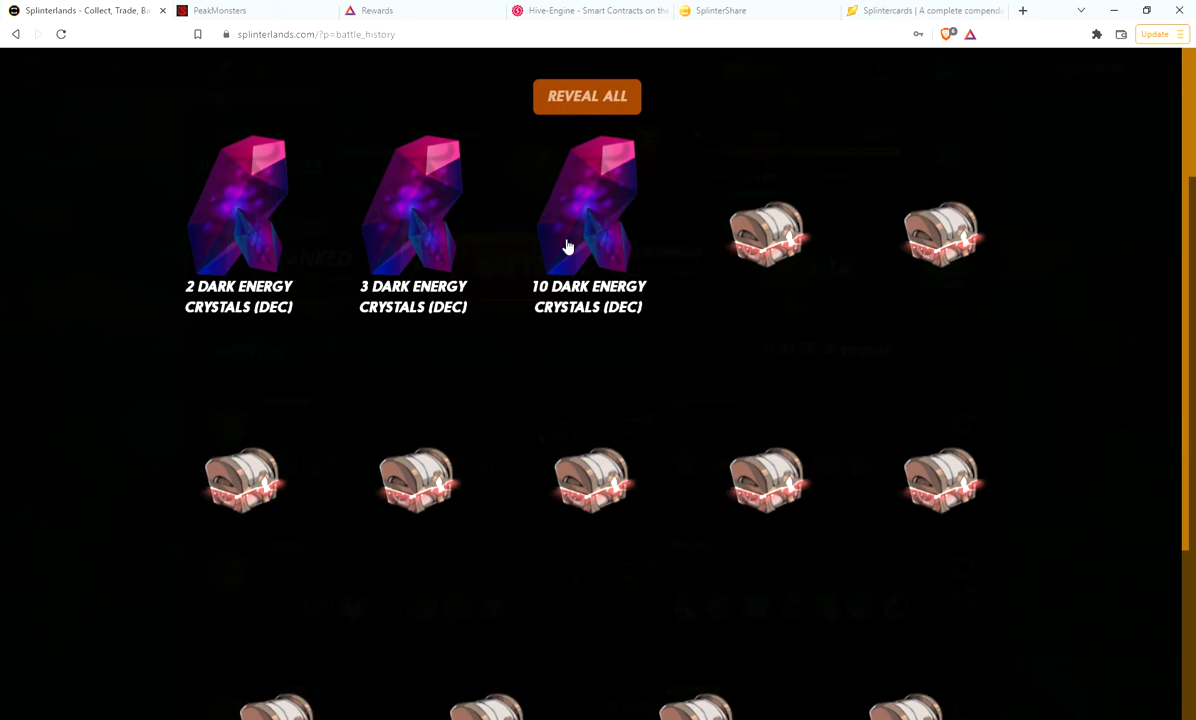 Splinterlands - Collect, Trade, Ba
PeakMonsters
Rewards
Hive-Engine - Smart Contracts on the
SplinterShare
Splintercards | A complete compendi
splinterlands.com/?p=battle_history
6
Update
REVEAL ALL
2 DARK ENERGY
CRYSTALS (DEC)
3 DARK ENERGY
CRYSTALS (DEC)
10 DARK ENERGY
CRYSTALS (DEC)